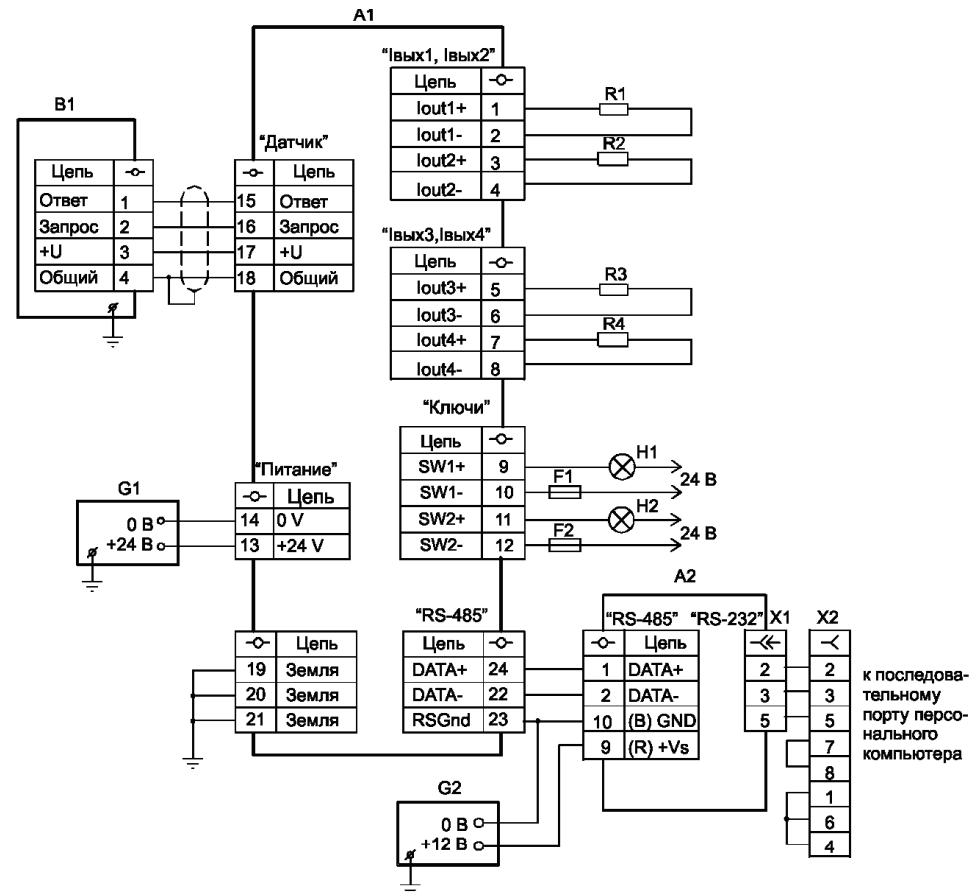 A1
B1
Цепь
Ответ 1
Запрос 2
+U 3
Общий 4
“Датчик”
Цепь
15 Ответ
16 Запрос
17 +U
18 Общий
“Iвых1, Iвых2”
Цепь
Iout1+ 1
Iout1- 2
Iout2+ 3
Iout2- 4
R1
R2
“Iвых3,Iвых4”
Цепь
Iout3+ 5
Iout3- 6
Iout4+ 7
Iout4- 8
R3
R4
“Ключи”
Цепь
SW1+ 9
SW1- 10
SW2+ 11
SW2- 12
H1
F1
24 В
H2
F2
24 В
G1
0 В
+24 В
“Питание”
Цепь
14 0 V
13 +24 V
Цепь
19 Земля
20 Земля
21 Земля
“RS-485”
Цепь
DATA+ 24
DATA- 22
RSGnd 23
A2
“RS-485” “RS-232”
Цепь
1 DATA+
2 DATA-
10 (B) GND
9 (R) +Vs
X1
2
3
5
X2
2
3
5
7
8
1
6
4
к последова-
тельному
порту персо-
нального
компьютера
G2
0 В
+12 В